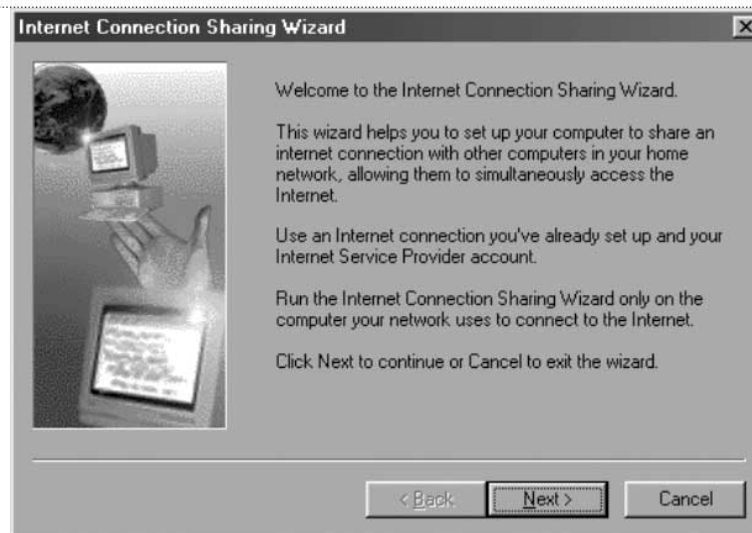 Internet Connection Sharing Wizard
Welcome to the Internet Connection Sharing Wizard.
This wizard helps you to set up your computer to share an
internet connection with other computers in your home
network, allowing them to simultaneously access the
Internet.
Use an Internet connection you've already set up and your
Internet Service Provider account.
Run the Internet Connection Sharing Wizard only on the
computer your network uses to connect to the Internet.
Click Next to continue or Cancel to exit the wizard.
< Back Next > Cancel